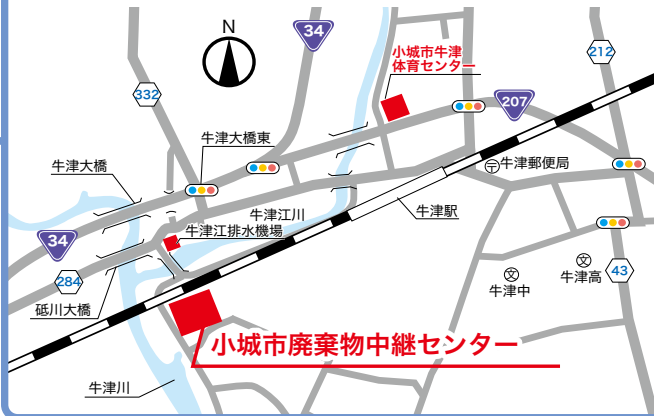 N
34
小城市牛津
体育センター
212
332
207
牛津大橋東
牛津大橋
〒牛津郵便局
牛津江川
牛津駅
牛津江排水機場
34
文
文
牛津高
43
284
牛津中
砥川大橋
小城市廃棄物中継センター
牛津川